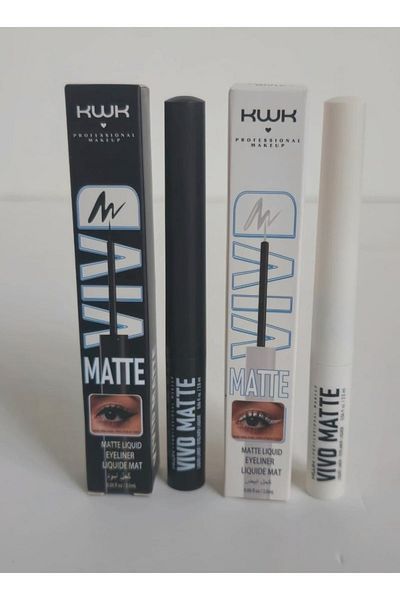 KWK
PROFESSIONAL
MAKEUP
VIVO
MATTE
MATTE LIQUID
EYELINER
LIQUIDE MAT
VIVO MATTE
KWK
PROFESSIONAL
MAKEUP
VIVO
MATTE
MATTE LIQUID
EYELINER
LIQUIDE MAT
VIVO MATTE